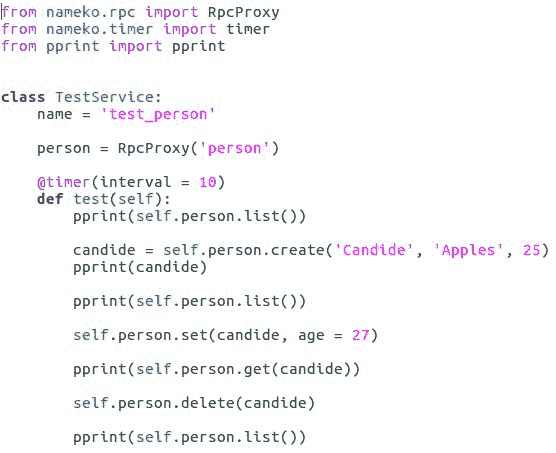 from nameko.rpc import RpcProxy
from nameko.timer import timer
from pprint import pprint
class TestService:
    name = 'test_person'
    person = RpcProxy('person')
    @timer(interval = 10)
    def test(self):
        pprint(self.person.list())
        candide = self.person.create('Candide', 'Apples', 25)
        pprint(candide)
        pprint(self.person.list())
        self.person.set(candide, age = 27)
        pprint(self.person.get(candide))
        self.person.delete(candide)
        pprint(self.person.list())